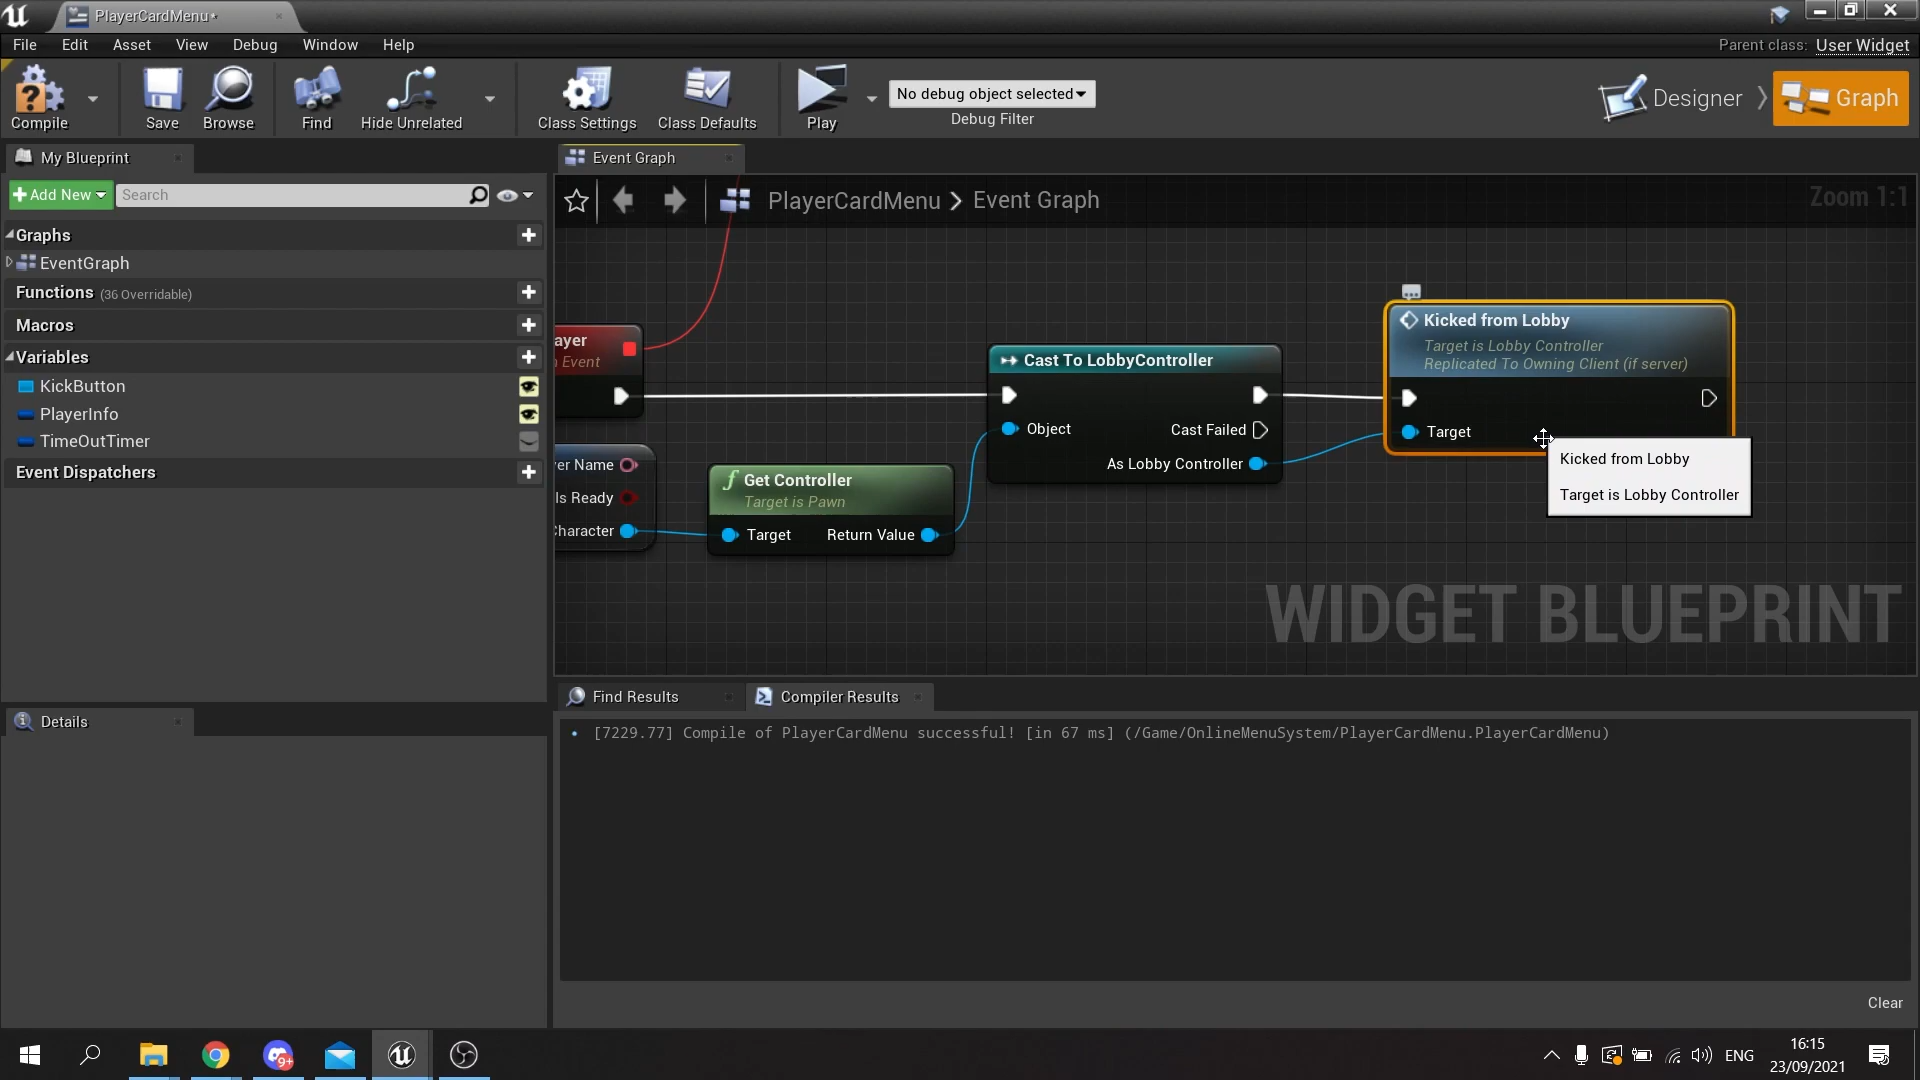 PlayerCardMenu*
File Edit Asset View Debug Window Help
Parent class: User Widget
Compile
Save
Browse
Find
Hide Unrelated
Class Settings
Class Defaults
Play
No debug object selected
Debug Filter
Designer
Graph
My Blueprint
Add New
Search
Graphs
EventGraph
Functions (36 Overridable)
Macros
Variables
KickButton
PlayerInfo
TimeOutTimer
Event Dispatchers
Details
Event Graph
PlayerCardMenu > Event Graph
Zoom 1:1
ayer
n Event
er Name
Is Ready
Character
Get Controller
Target is Pawn
Target
Return Value
Cast To LobbyController
Object
Cast Failed
As Lobby Controller
Kicked from Lobby
Target is Lobby Controller
Replicated To Owning Client (if server)
Target
Kicked from Lobby
Target is Lobby Controller
WIDGET BLUEPRINT
Find Results
Compiler Results
[7229.77] Compile of PlayerCardMenu successful! [in 67 ms] (/Game/OnlineMenuSystem/PlayerCardMenu.PlayerCardMenu)
Clear
9+
ENG
16:15
23/09/2021